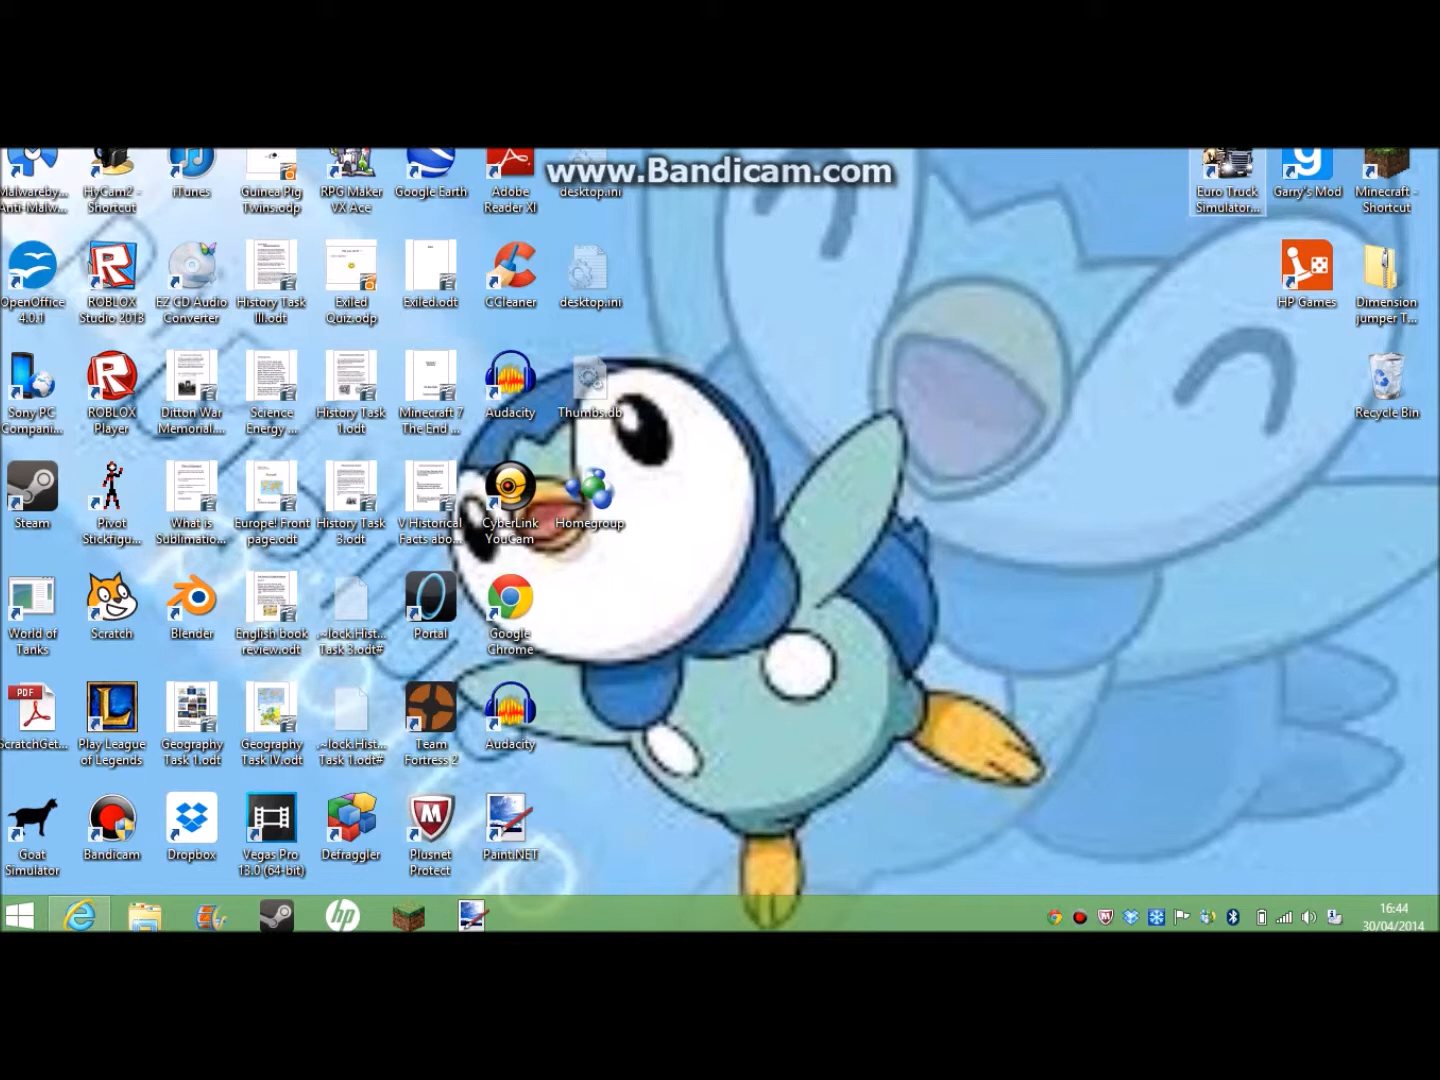 www.Bandicam.com
Malwareby...
Anti-Malw...
HyCam2 -
Shortcut
iTunes
Guinea Pig
Twins.odp
RPG Maker
VX Ace
Google Earth
Adobe
Reader XI
desktop.ini
Euro Truck
Simulator...
Garry's Mod
Minecraft -
Shortcut
OpenOffice
4.0.1
ROBLOX
Studio 2013
EZ CD Audio
Converter
History Task
III.odt
Exiled
Quiz.odp
Exiled.odt
CCleaner
desktop.ini
HP Games
Dimension
jumper T...
Sony PC
Compani...
ROBLOX
Player
Ditton War
Memorial....
Science
Energy ...
History Task
1.odt
Minecraft 7
The End ...
Audacity
Thumbs.db
Recycle Bin
Steam
Pivot
Stickfigu...
What is
Sublimatio...
Europe! Front
page.odt
History Task
3.odt
V Historical
Facts abo...
CyberLink
YouCam
Homegroup
World of
Tanks
Scratch
Blender
English book
review.odt
.~lock.Hist...
Task 3.odt#
Portal
Google
Chrome
PDF
ScratchGet...
Play League
of Legends
Geography
Task 1.odt
Geography
Task IV.odt
.~lock.Hist...
Task 1.odt#
Team
Fortress 2
Audacity
Goat
Simulator
Bandicam
Dropbox
Vegas Pro
13.0 (64-bit)
Defraggler
Plusnet
Protect
Paint.NET
16:44
30/04/2014